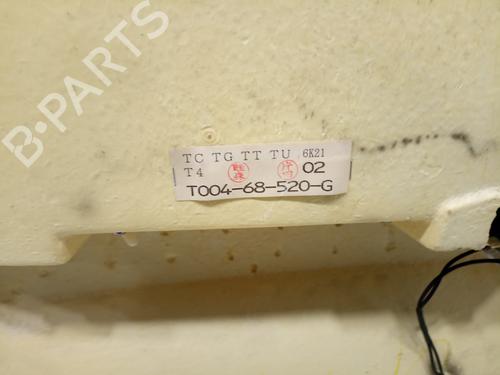 B-PARTS
TC TG TT TU 6K21
T4 02
T004-68-520-G